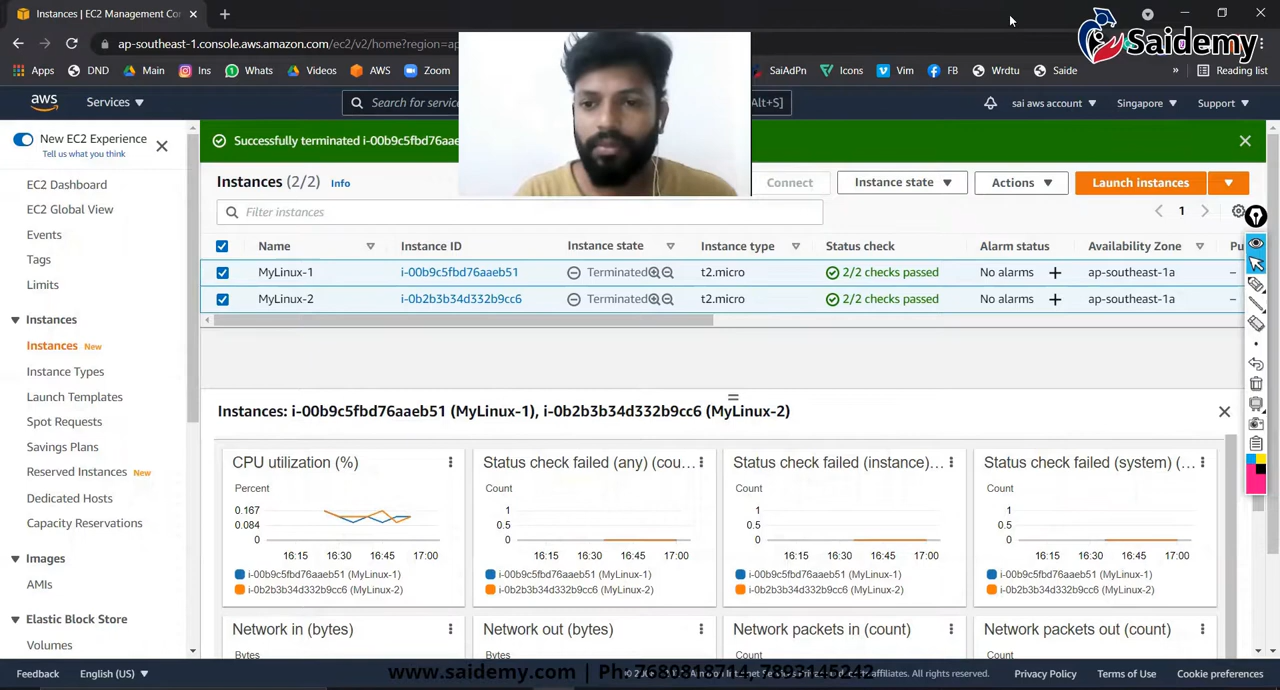 Instances | EC2 Management Co
ap-southeast-1.console.aws.amazon.com/ec2/v2/home?region=ap
Saidemy
Apps DND Main Ins Whats Videos AWS Zoom SaiAdPn Icons Vim FB Wrdtu Saide » Reading list
aws Services Search for servic Alt+S] sai aws account Singapore Support
New EC2 Experience
Tell us what you think
Successfully terminated i-00b9c5fbd76aae
EC2 Dashboard
EC2 Global View
Events
Tags
Limits
Instances
Instances New
Instance Types
Launch Templates
Spot Requests
Savings Plans
Reserved Instances New
Dedicated Hosts
Capacity Reservations
Images
AMIs
Elastic Block Store
Volumes
Instances (2/2) Info Connect Instance state Actions Launch instances
Filter instances 1
Name Instance ID Instance state Instance type Status check Alarm status Availability Zone Pu
MyLinux-1 i-00b9c5fbd76aaeb51 Terminated t2.micro 2/2 checks passed No alarms + ap-southeast-1a –
MyLinux-2 i-0b2b3b34d332b9cc6 Terminated t2.micro 2/2 checks passed No alarms + ap-southeast-1a –
Instances: i-00b9c5fbd76aaeb51 (MyLinux-1), i-0b2b3b34d332b9cc6 (MyLinux-2)
CPU utilization (%)
Percent
0.167
0.084
0
16:15 16:30 16:45 17:00
i-00b9c5fbd76aaeb51 (MyLinux-1)
i-0b2b3b34d332b9cc6 (MyLinux-2)
Status check failed (any) (cou...
Count
1
0.5
0
16:15 16:30 16:45 17:00
i-00b9c5fbd76aaeb51 (MyLinux-1)
i-0b2b3b34d332b9cc6 (MyLinux-2)
Status check failed (instance)...
Count
1
0.5
0
16:15 16:30 16:45 17:00
i-00b9c5fbd76aaeb51 (MyLinux-1)
i-0b2b3b34d332b9cc6 (MyLinux-2)
Status check failed (system) (...
Count
1
0.5
0
16:15 16:30 16:45 17:00
i-00b9c5fbd76aaeb51 (MyLinux-1)
i-0b2b3b34d332b9cc6 (MyLinux-2)
Network in (bytes) Network out (bytes) Network packets in (count) Network packets out (count)
Bytes Bytes Count Count
Feedback English (US) www.saidemy.com | Ph: affiliates. All rights reserved. Privacy Policy Terms of Use Cookie preferences